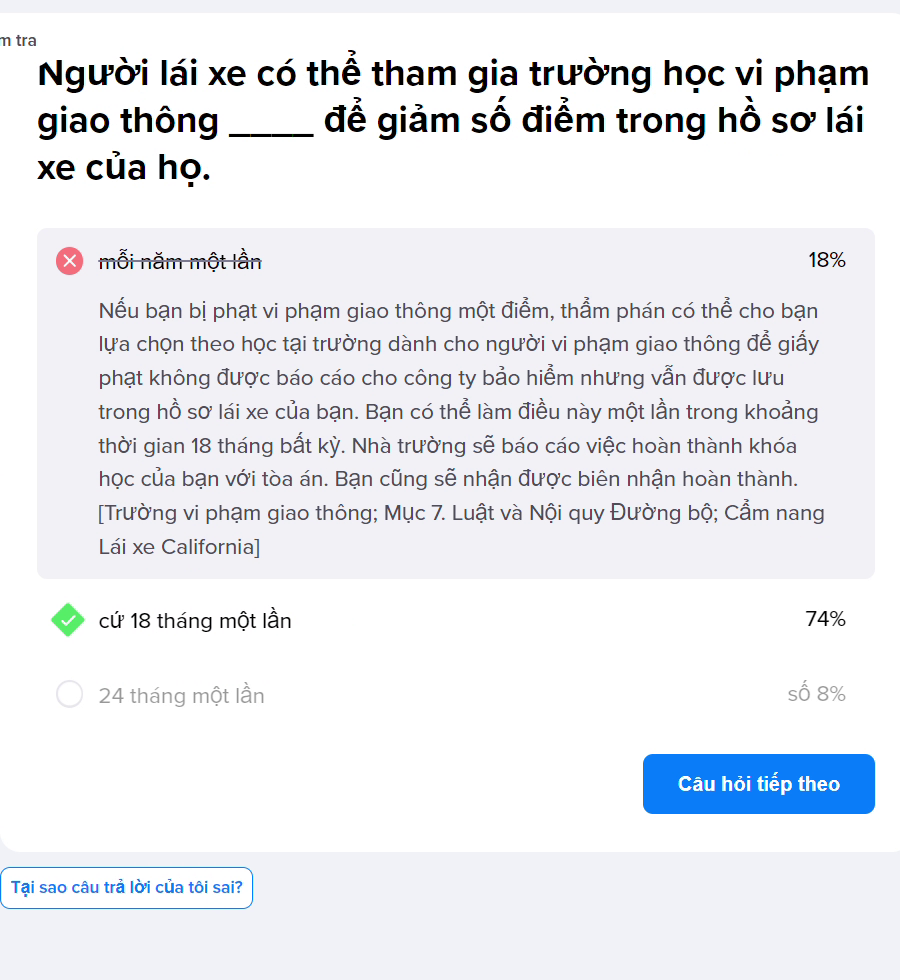 m tra
Người lái xe có thể tham gia trường học vi phạm
giao thông _____ để giảm số điểm trong hồ sơ lái
xe của họ.
mỗi năm một lần 18%
Nếu bạn bị phạt vi phạm giao thông một điểm, thẩm phán có thể cho bạn
lựa chọn theo học tại trường dành cho người vi phạm giao thông để giấy
phạt không được báo cáo cho công ty bảo hiểm nhưng vẫn được lưu
trong hồ sơ lái xe của bạn. Bạn có thể làm điều này một lần trong khoảng
thời gian 18 tháng bất kỳ. Nhà trường sẽ báo cáo việc hoàn thành khóa
học của bạn với tòa án. Bạn cũng sẽ nhận được biên nhận hoàn thành.
[Trường vi phạm giao thông; Mục 7. Luật và Nội quy Đường bộ; Cẩm nang
Lái xe California]
cứ 18 tháng một lần 74%
24 tháng một lần số 8%
Câu hỏi tiếp theo
Tại sao câu trả lời của tôi sai?